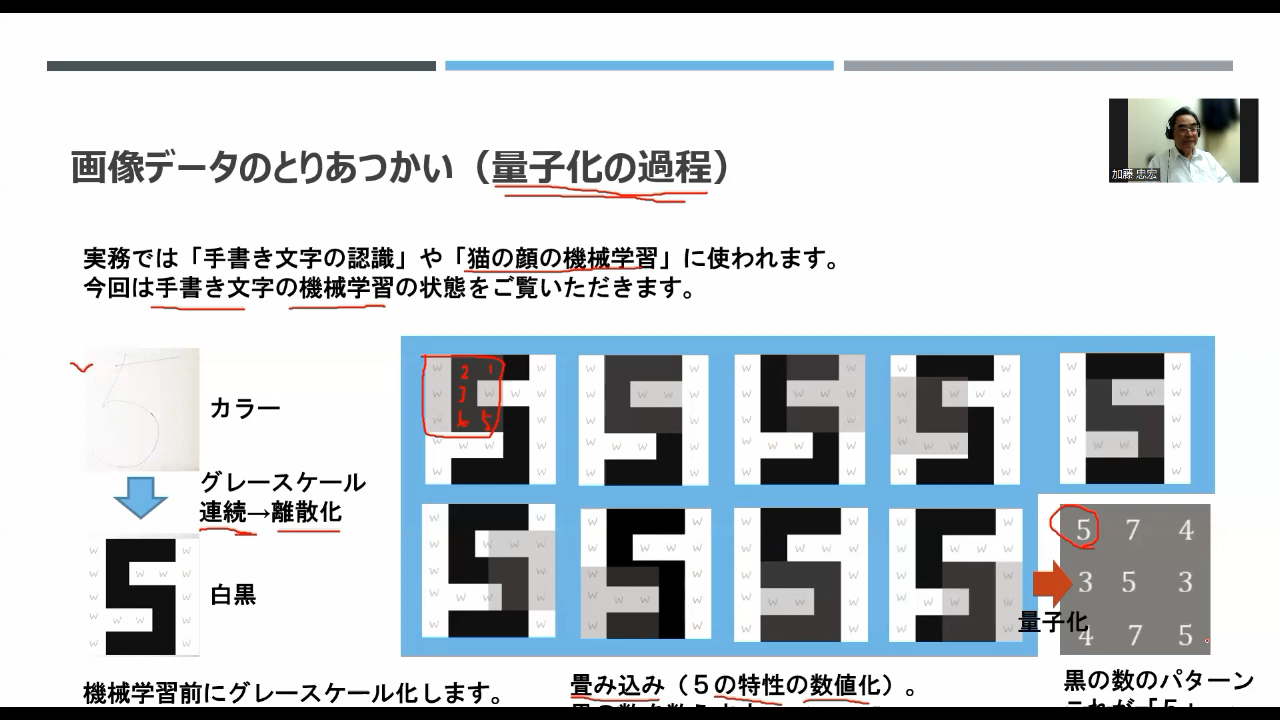 画像データのとりあつかい（量子化の過程）
加藤 忠宏
実務では「手書き文字の認識」や「猫の顔の機械学習」に使われます。
今回は手書き文字の機械学習の状態をご覧いただきます。
カラー
グレースケール
連続→離散化
白黒
2 1
3
5 7 4
3 5 3
4 7 5
量子化
機械学習前にグレースケール化します。
畳み込み（５の特性の数値化）。
黒の数のパターン